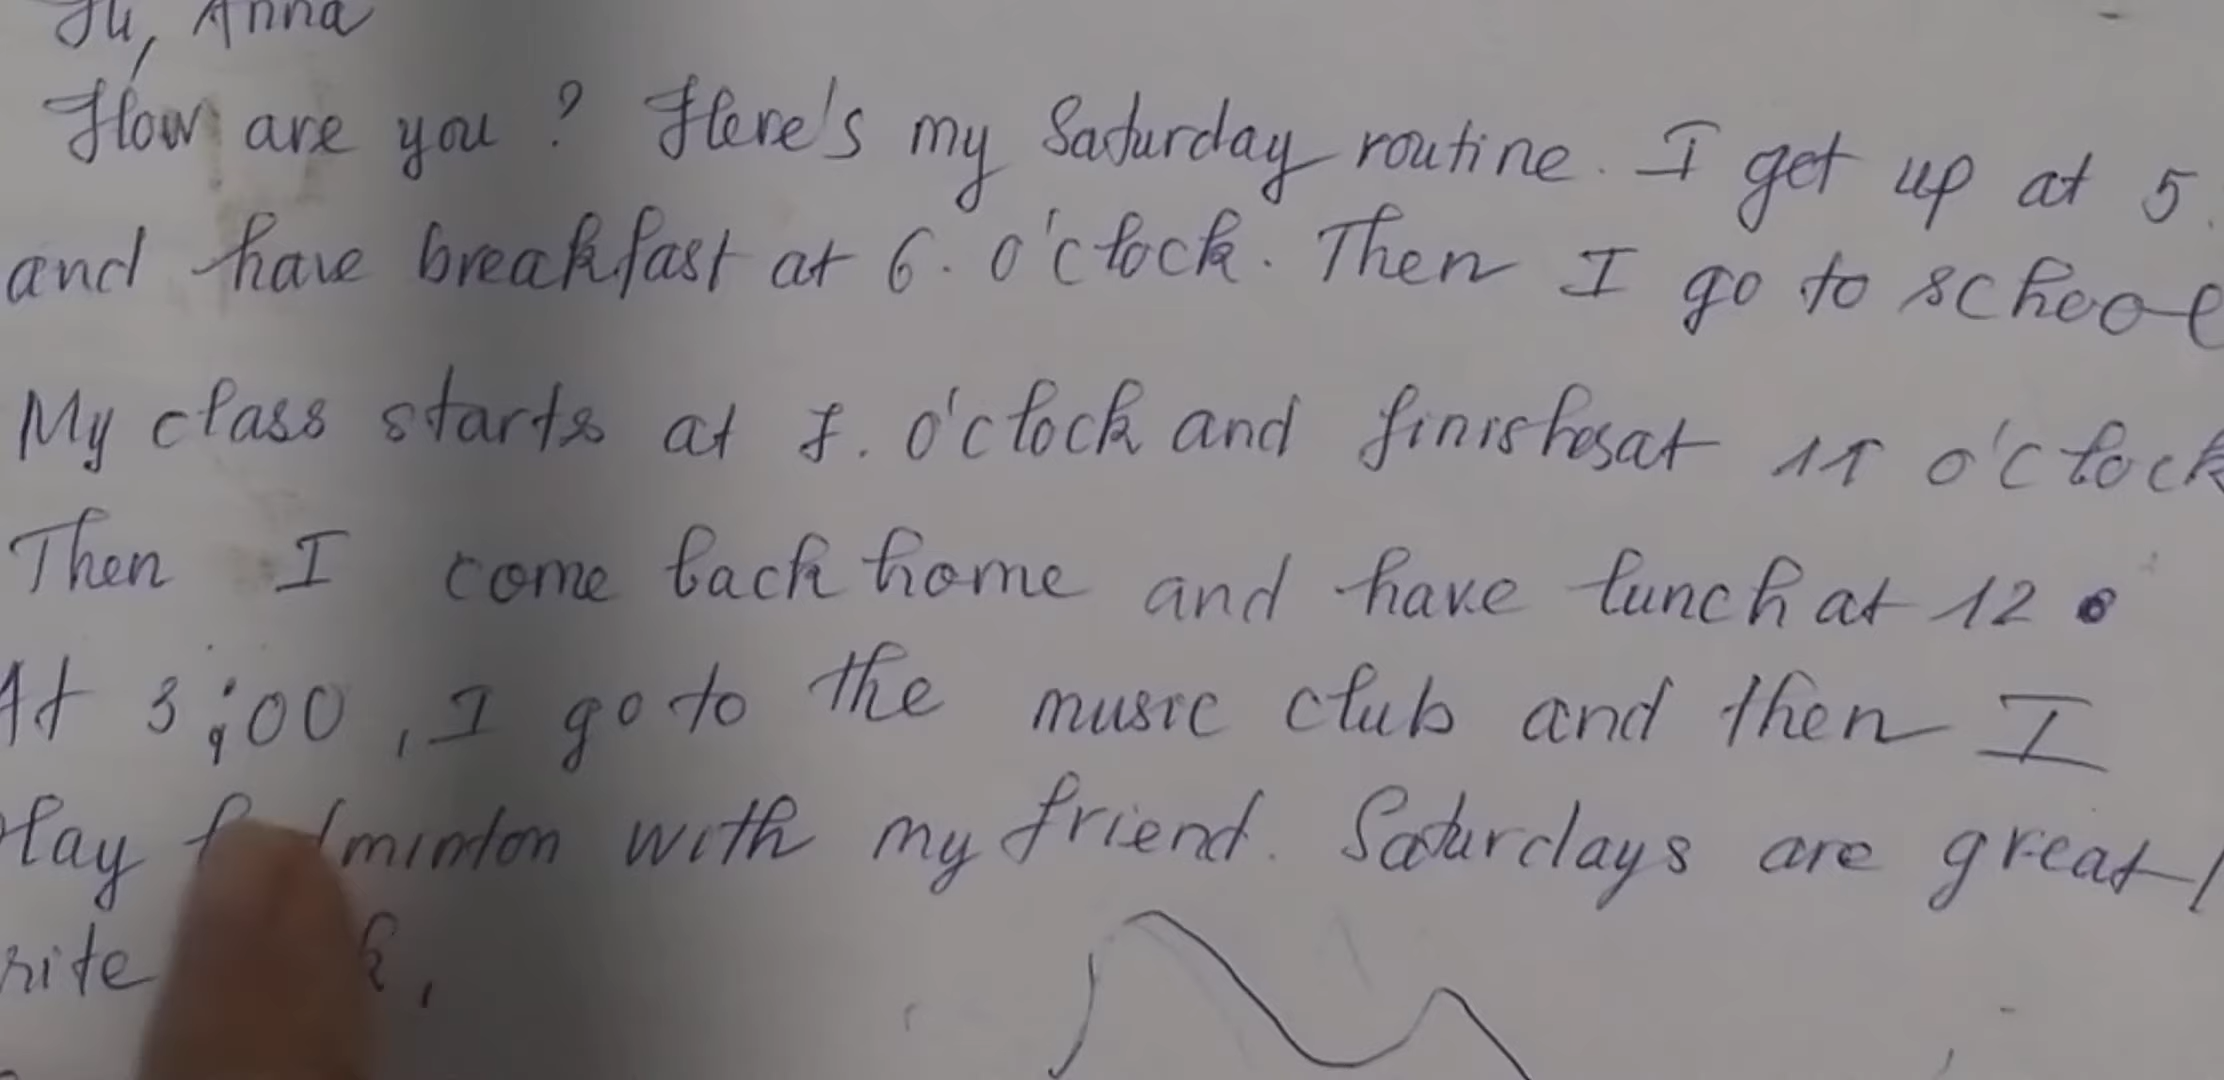 Hi, Anna
How are you? Here's my Saturday routine. I get up at 5.
and have breakfast at 6. o'clock. Then I go to school
My class starts at 7. o'clock and finishesat 11 o'clock
Then I come back home and have lunch at 12.
At 3:00, I go to the music club and then I
play with my friend. Saturdays are great!